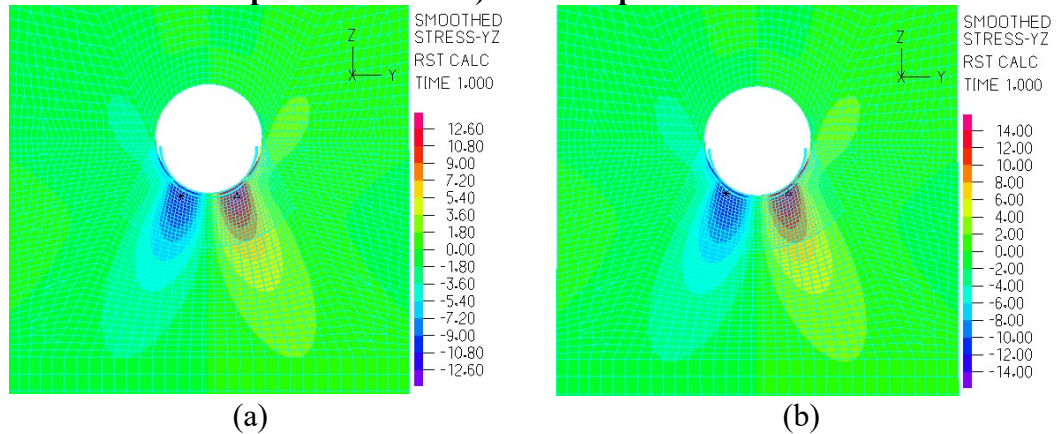 SMOOTHED
STRESS-YZ
RST CALC
TIME 1.000
Z
X Y
12.60
10.80
9.00
7.20
5.40
3.60
1.80
0.00
-1.80
-3.60
-5.40
-7.20
-9.00
-10.80
-12.60
(a)
SMOOTHED
STRESS-YZ
RST CALC
TIME 1.000
Z
X Y
14.00
12.00
10.00
8.00
6.00
4.00
2.00
0.00
-2.00
-4.00
-6.00
-8.00
-10.00
-12.00
-14.00
(b)